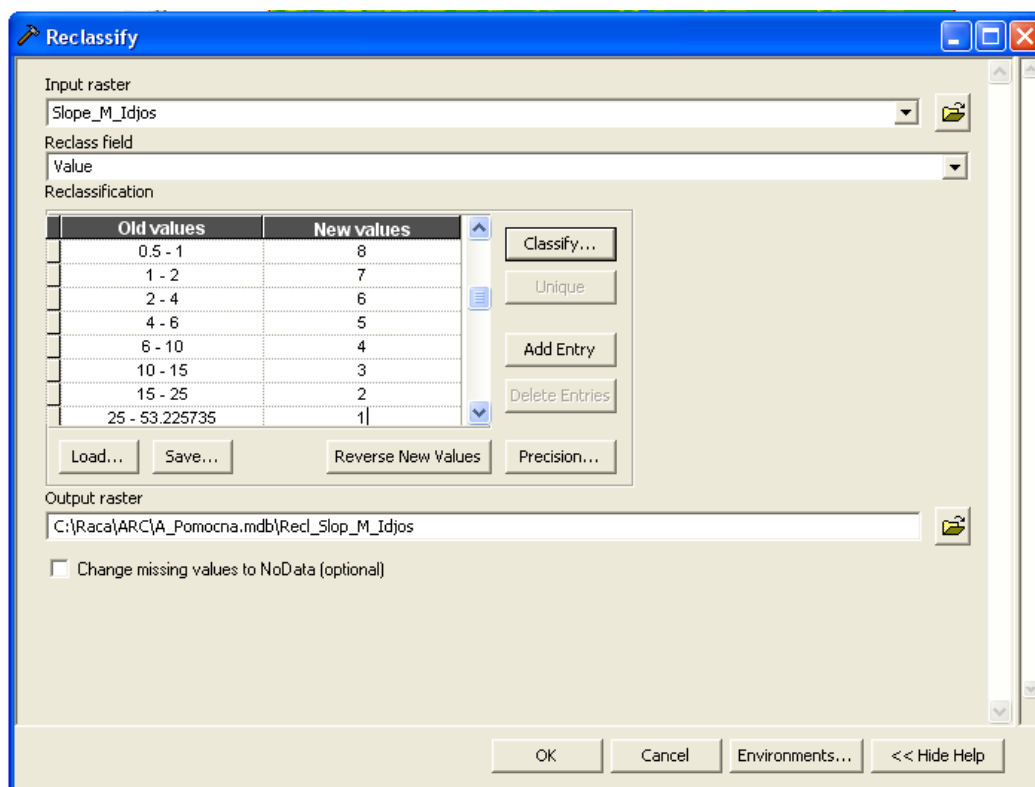 Reclassify
Input raster
Slope_M_Idjos
Reclass field
Value
Reclassification
Old values New values
0.5 - 1 8
1 - 2 7
2 - 4 6
4 - 6 5
6 - 10 4
10 - 15 3
15 - 25 2
25 - 53.225735 1
Classify...
Unique
Add Entry
Delete Entries
Load... Save... Reverse New Values Precision...
Output raster
C:\Raca\ARC\A_Pomocna.mdb\Recl_Slop_M_Idjos
Change missing values to NoData (optional)
OK Cancel Environments... << Hide Help